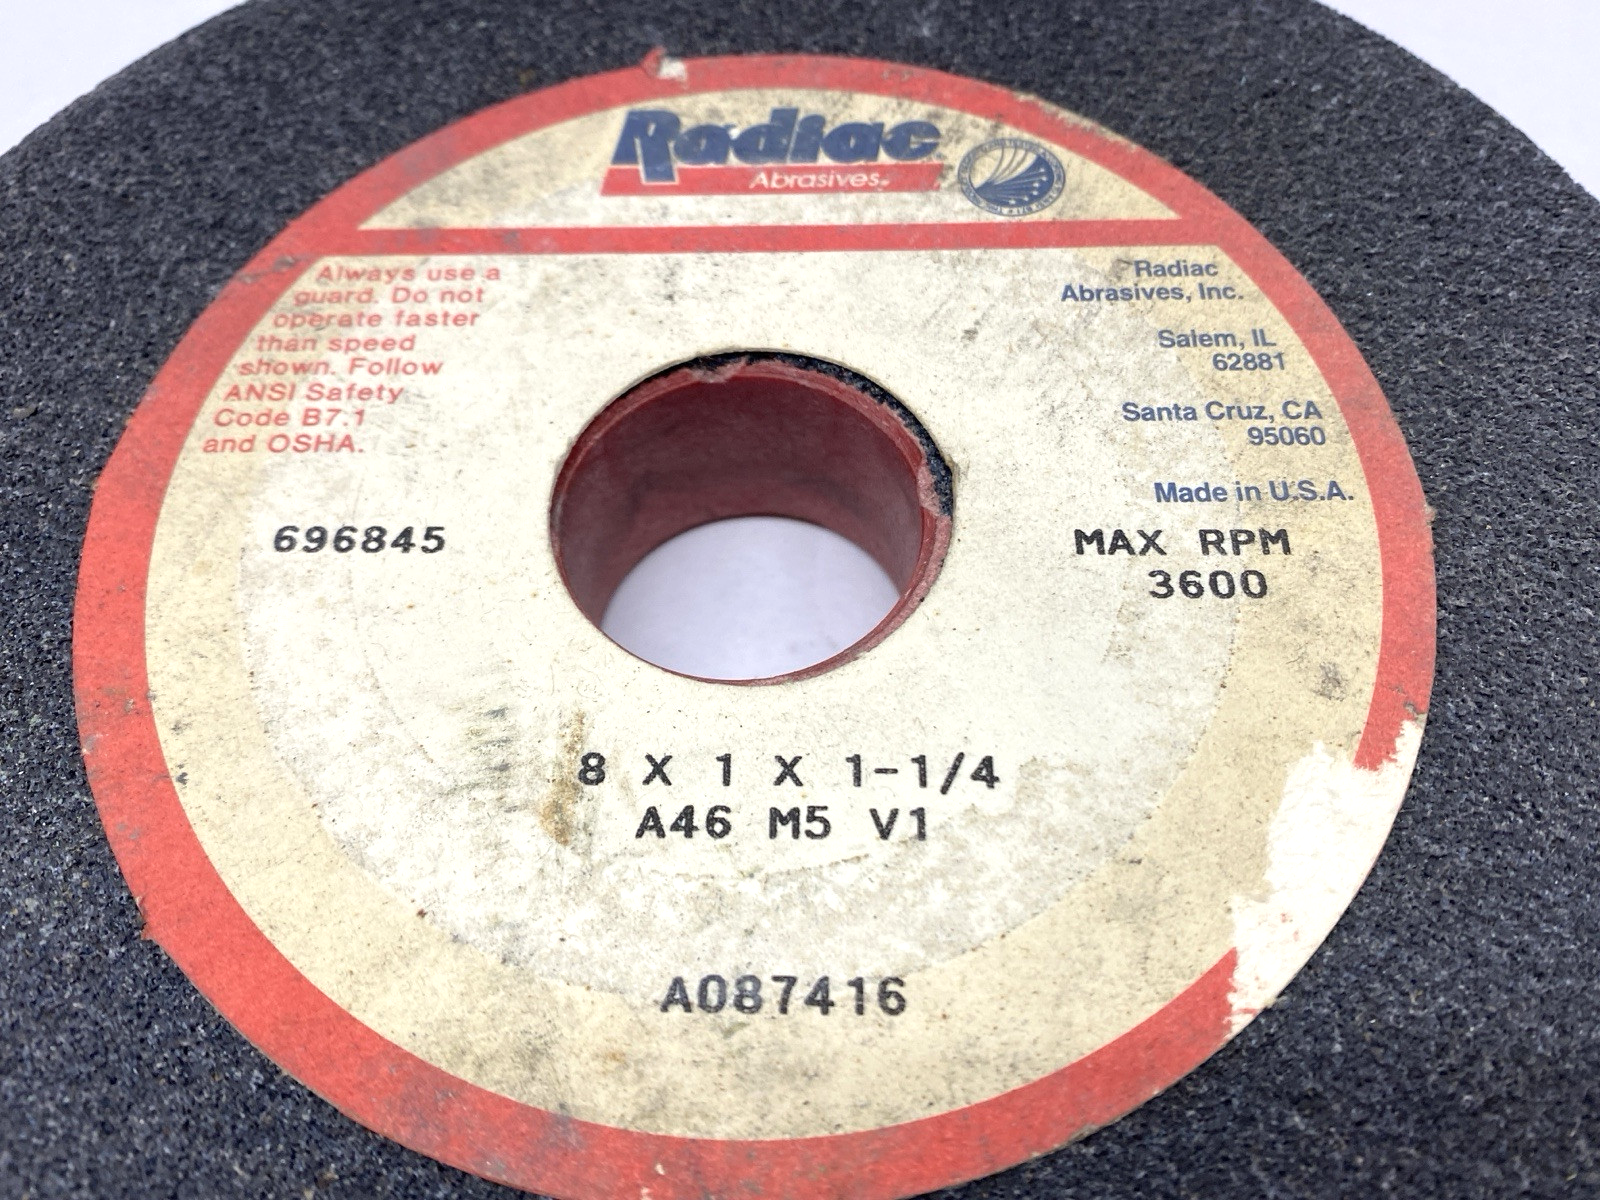 Radiac
Abrasives
Always use a
guard. Do not
operate faster
than speed
shown. Follow
ANSI Safety
Code B7.1
and OSHA.
Radiac
Abrasives, Inc.
Salem, IL
62881
Santa Cruz, CA
95060
Made in U.S.A.
696845
MAX RPM
3600
8 X 1 X 1-1/4
A46 M5 V1
A087416